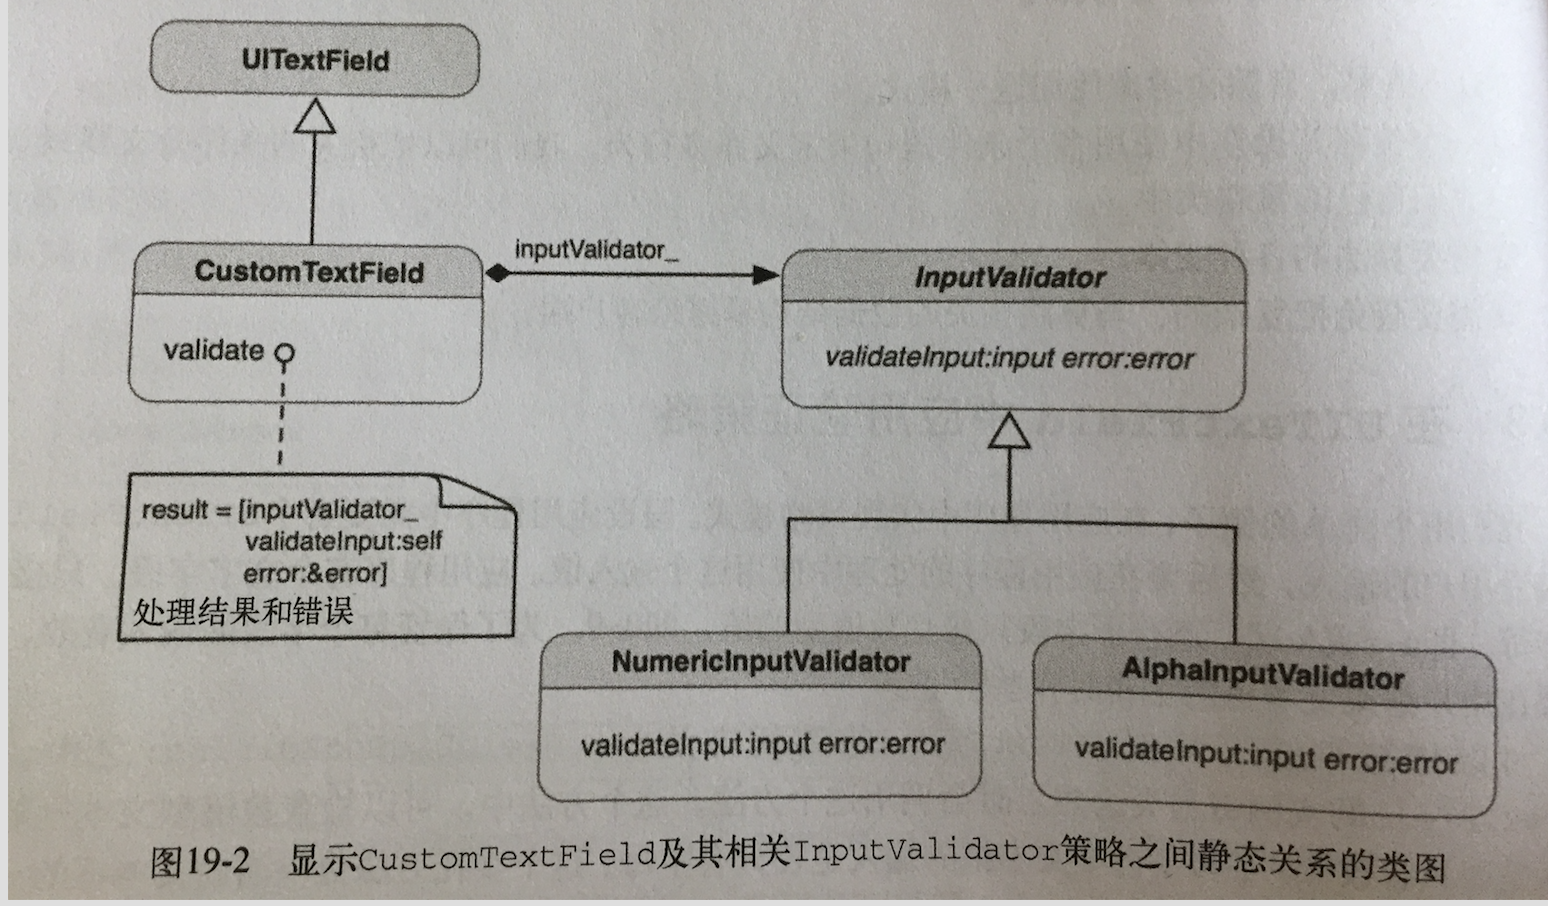 UITextField
CustomTextField
validate
inputValidator_
InputValidator
validateInput:input error:error
result = [inputValidator_
validateInput:self
error:&error]
处理结果和错误
NumericInputValidator
validateInput:input error:error
AlphaInputValidator
validateInput:input error:error
图19-2 显示CustomTextField及其相关InputValidator策略之间静态关系的类图